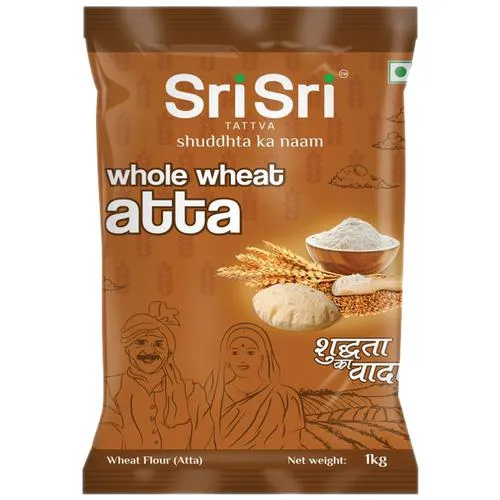 Sri Sri
TATTVA
shuddhta ka naam
whole wheat
atta
शुद्धता
का वादा
Wheat Flour (Atta)
Net weight: 1kg